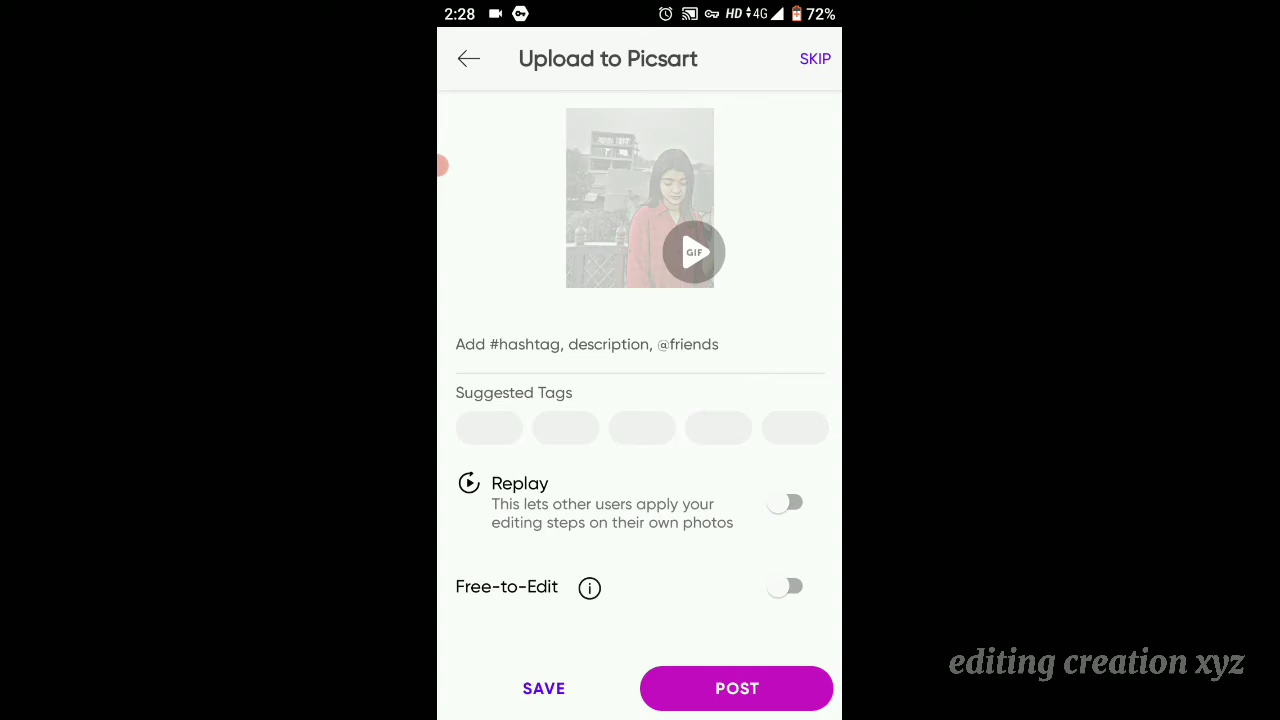 2:28 HD 4G 72%
Upload to Picsart SKIP
GIF
Add #hashtag, description, @friends
Suggested Tags
Replay
This lets other users apply your
editing steps on their own photos
Free-to-Edit
editing creation xyz
SAVE POST